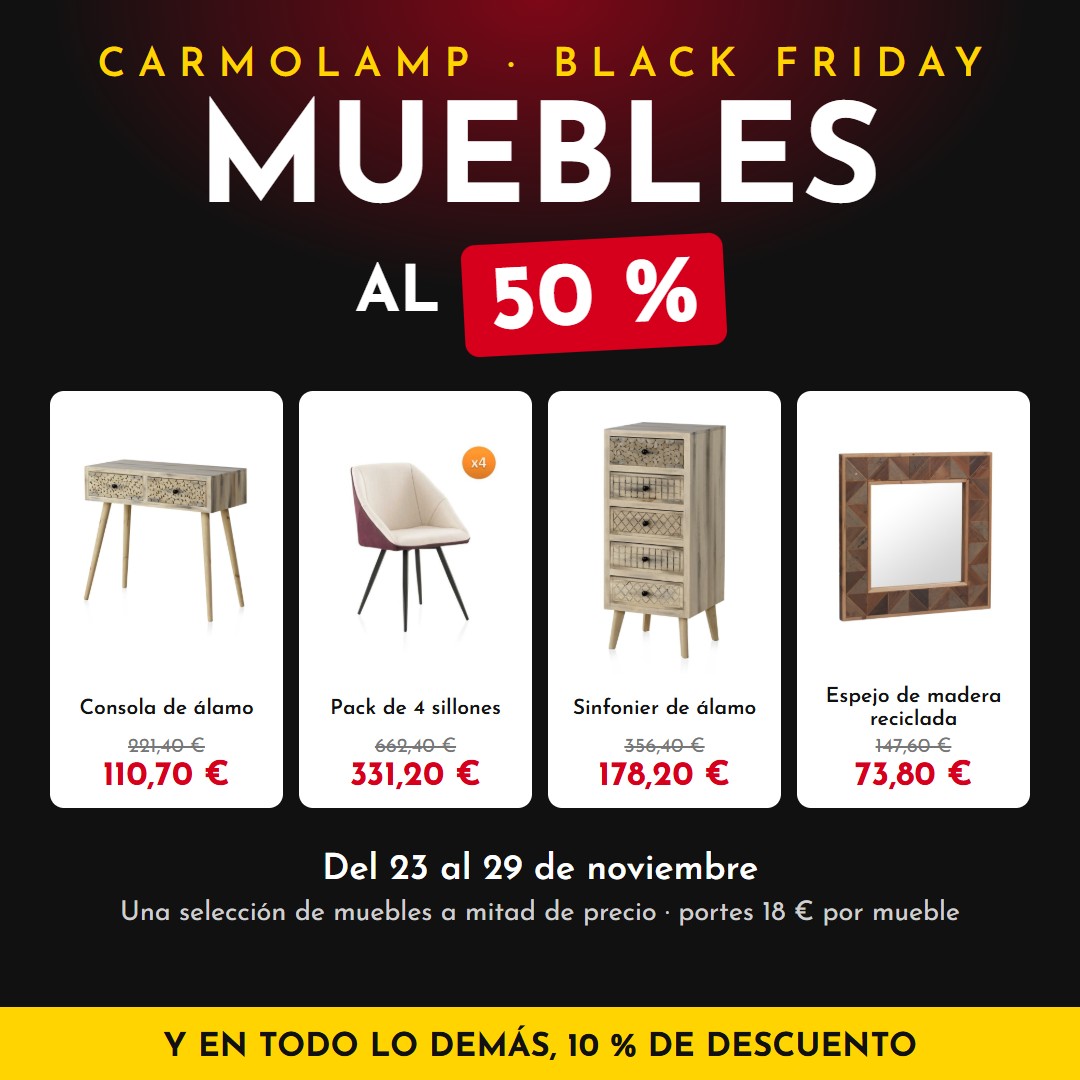 CARMOLAMP · BLACK FRIDAY
MUEBLES
AL 50 %
x4
Consola de álamo
221,40 €
110,70 €
Pack de 4 sillones
662,40 €
331,20 €
Sinfonier de álamo
356,40 €
178,20 €
Espejo de madera
reciclada
147,60 €
73,80 €
Del 23 al 29 de noviembre
Una selección de muebles a mitad de precio · portes 18 € por mueble
Y EN TODO LO DEMÁS, 10 % DE DESCUENTO